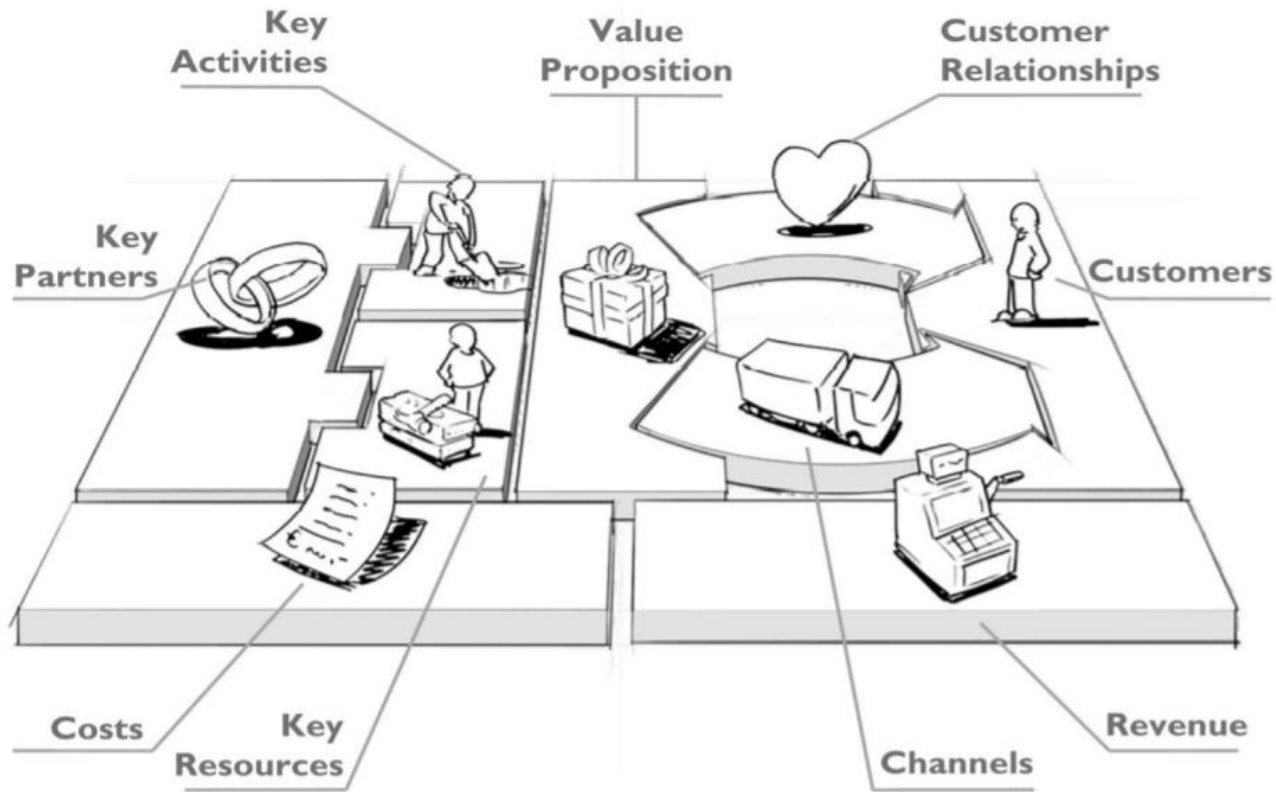 Key
Activities
Value
Proposition
Customer
Relationships
Key
Partners
Customers
Costs
Key
Resources
Channels
Revenue